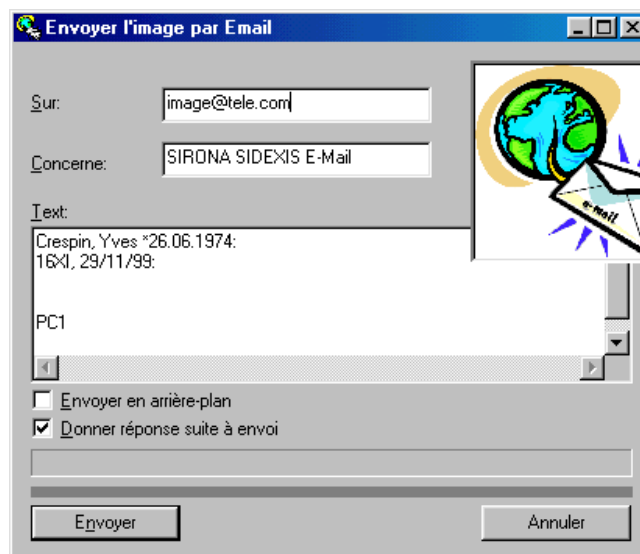 Envoyer l'image par Email
Sur:
image@tele.com
Concerne:
SIRONA SIDEXIS E-Mail
e-mail
Text:
Crespin, Yves *26.06.1974:
16XI, 29/11/99:
PC1
Envoyer en arrière-plan
Donner réponse suite à envoi
Envoyer
Annuler